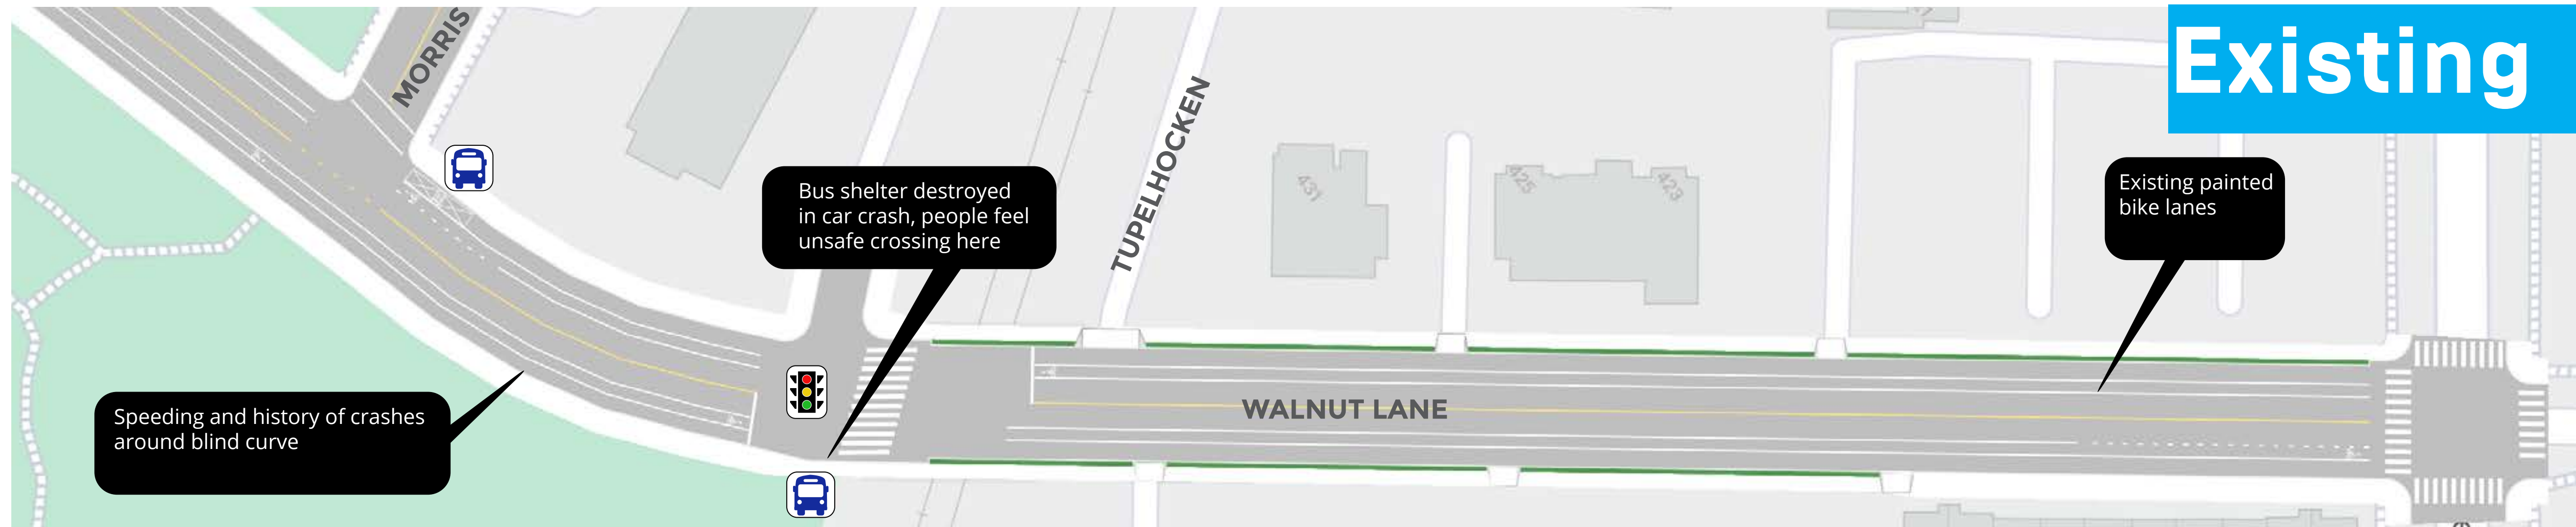 Existing
MORRIS
TUPELHOCKEN
Bus shelter destroyed
in car crash, people feel
unsafe crossing here
Existing painted
bike lanes
431
425
423
WALNUT LANE
Speeding and history of crashes
around blind curve